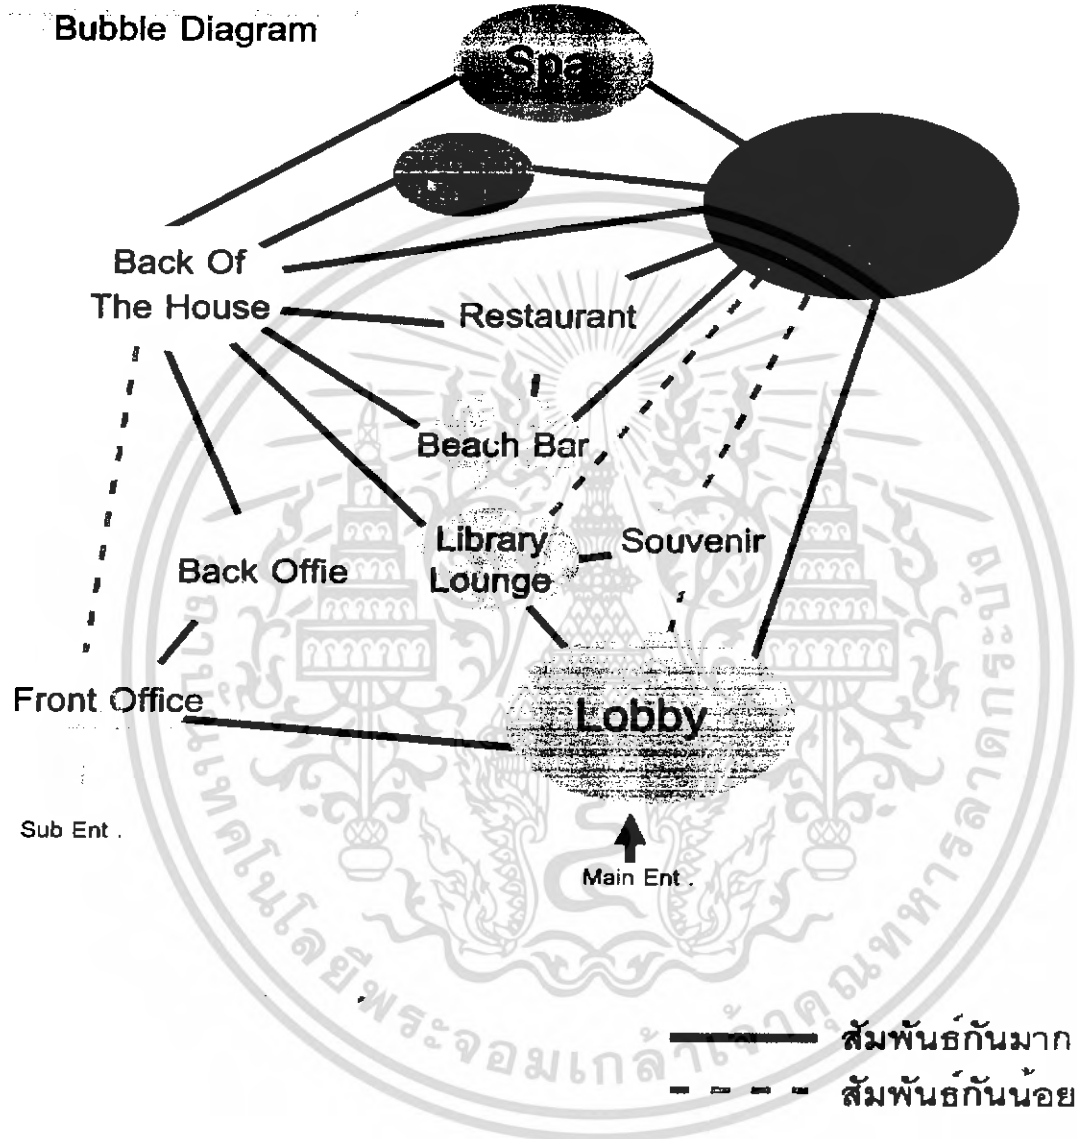 Bubble Diagram
Spa
Back Of
The House
Restaurant
Beach Bar
Library
Lounge
Souvenir
Back Offie
Front Office
Lobby
Sub Ent .
Main Ent .
สัมพันธ์กันมาก
สัมพันธ์กันน้อย